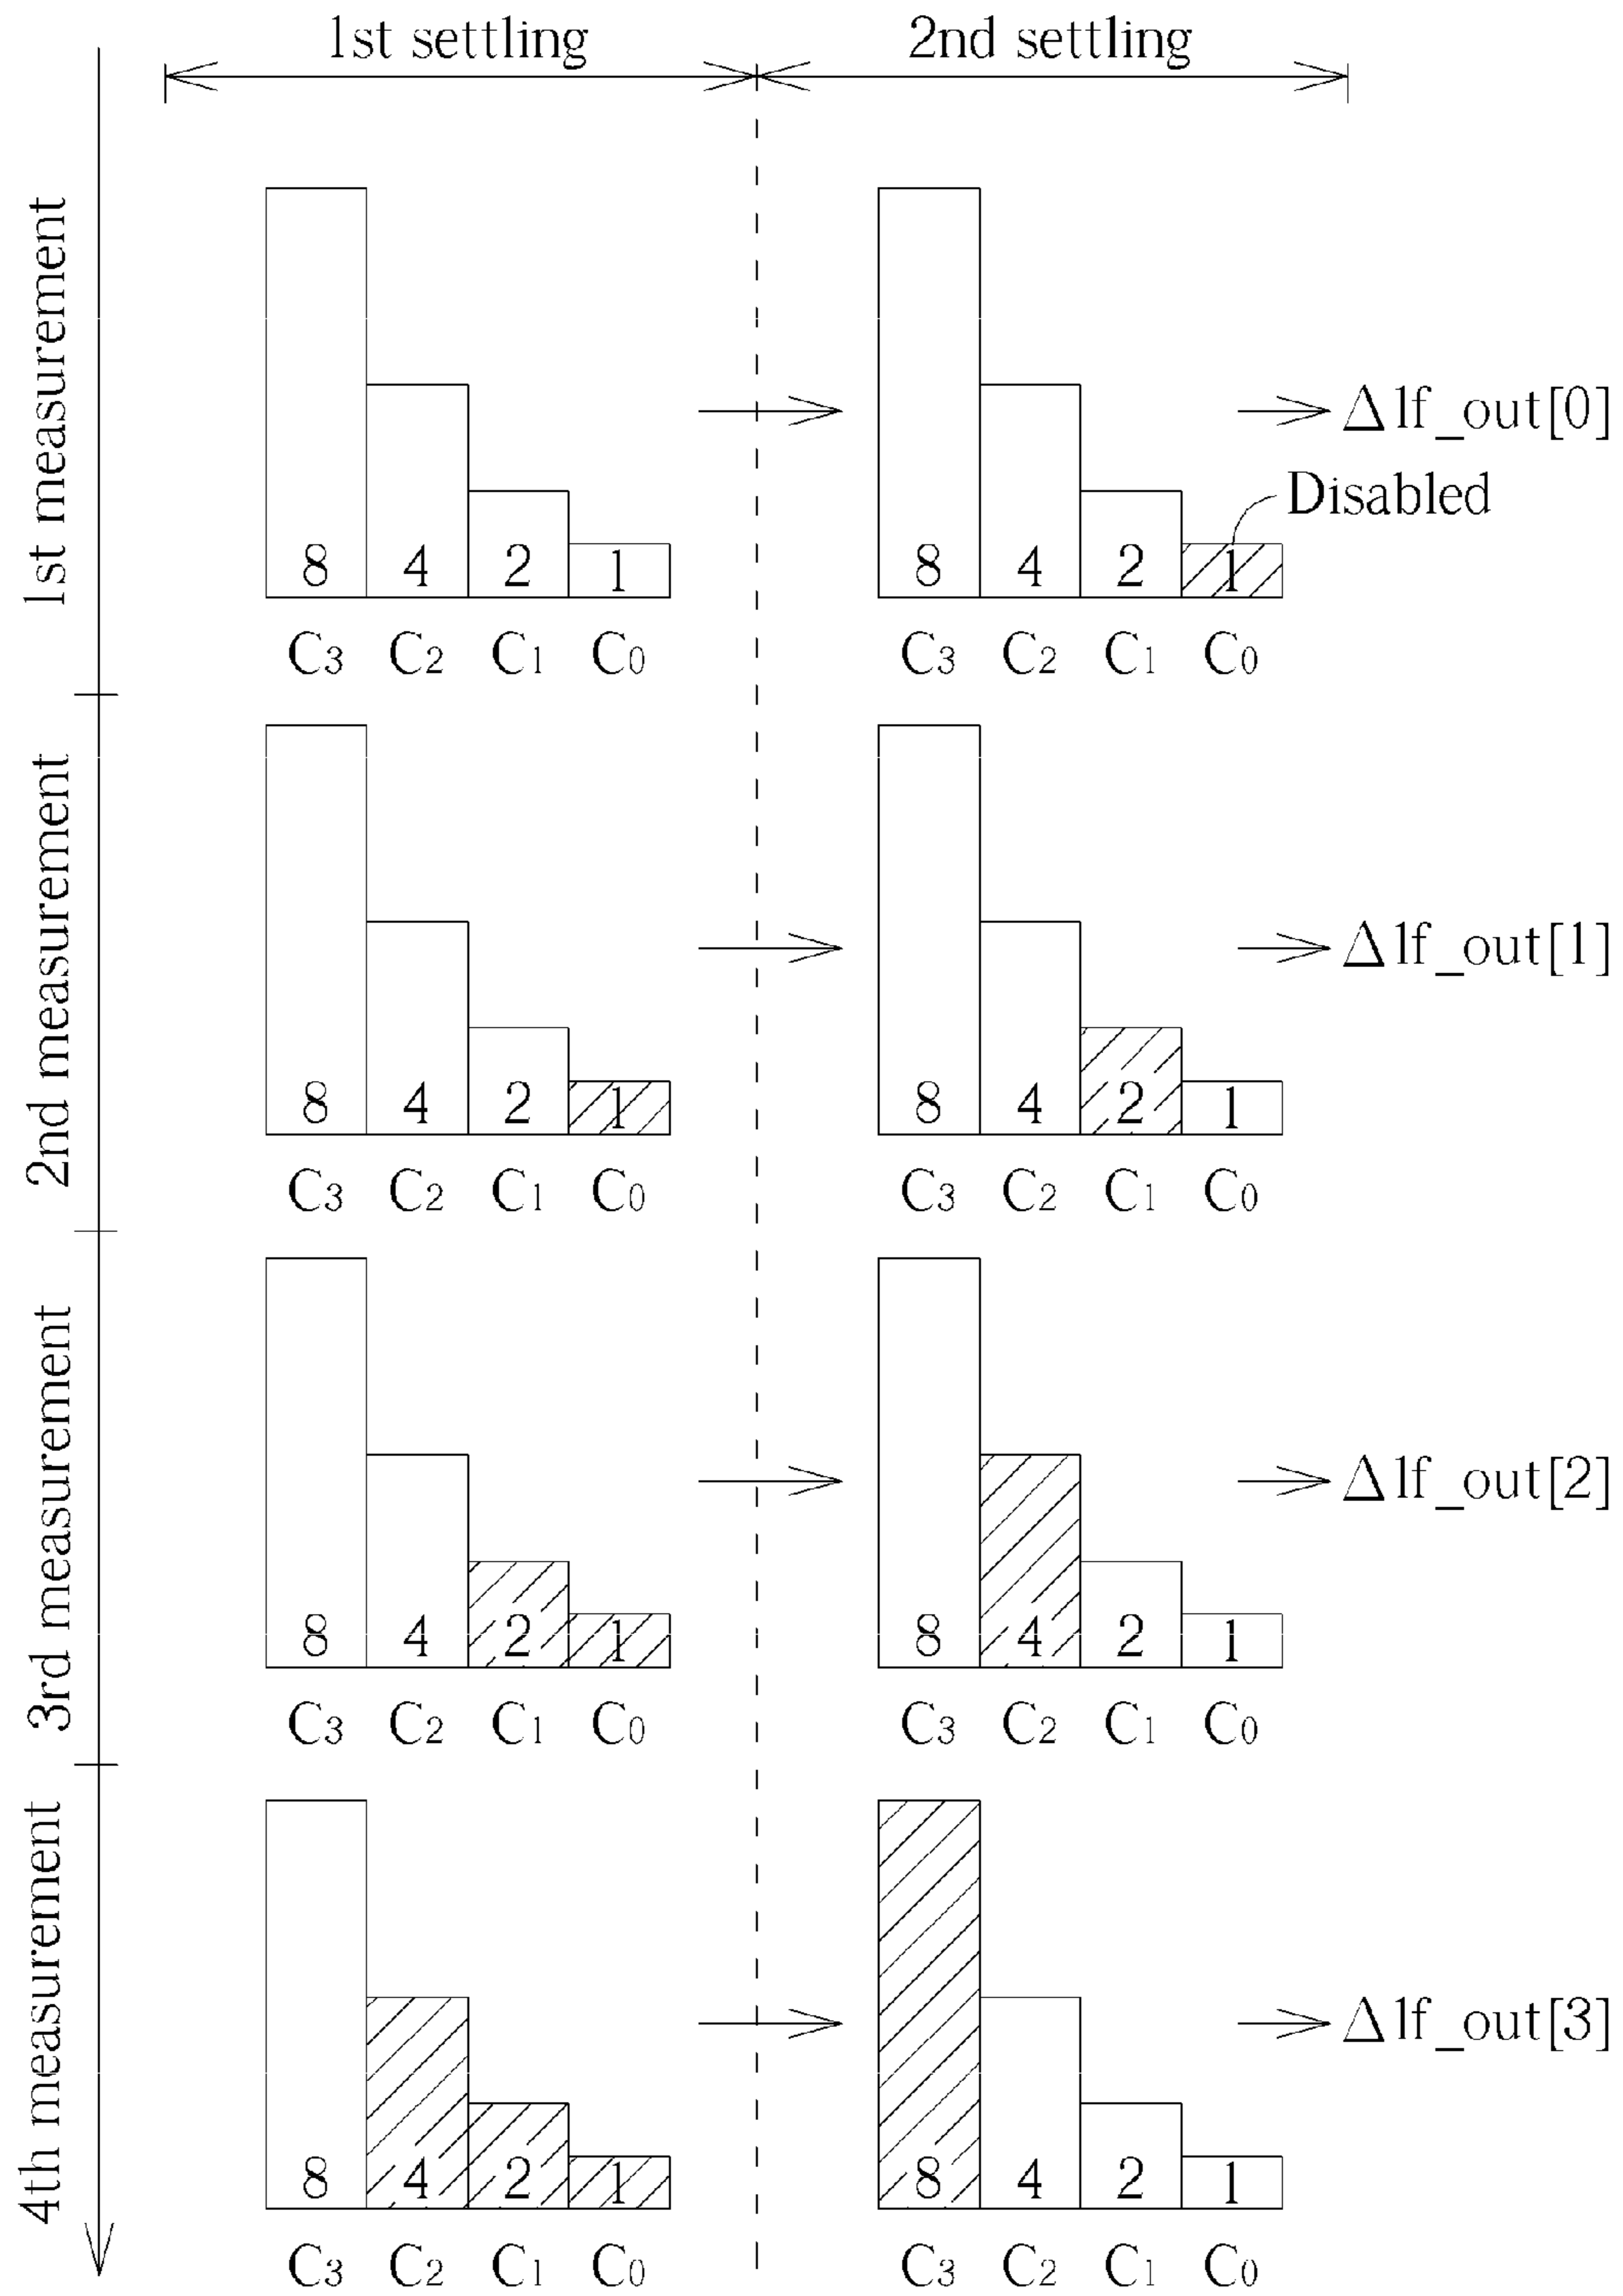 1st settling 2nd settling
1st measurement
8 4 2 1 8 4 2 1
C3 C2 C1 C0 C3 C2 C1 C0
Δlf_out[0]
Disabled
2nd measurement
8 4 2 1 8 4 2 1
C3 C2 C1 C0 C3 C2 C1 C0
Δlf_out[1]
3rd measurement
8 4 2 1 8 4 2 1
C3 C2 C1 C0 C3 C2 C1 C0
Δlf_out[2]
4th measurement
8 4 2 1 8 4 2 1
C3 C2 C1 C0 C3 C2 C1 C0
Δlf_out[3]